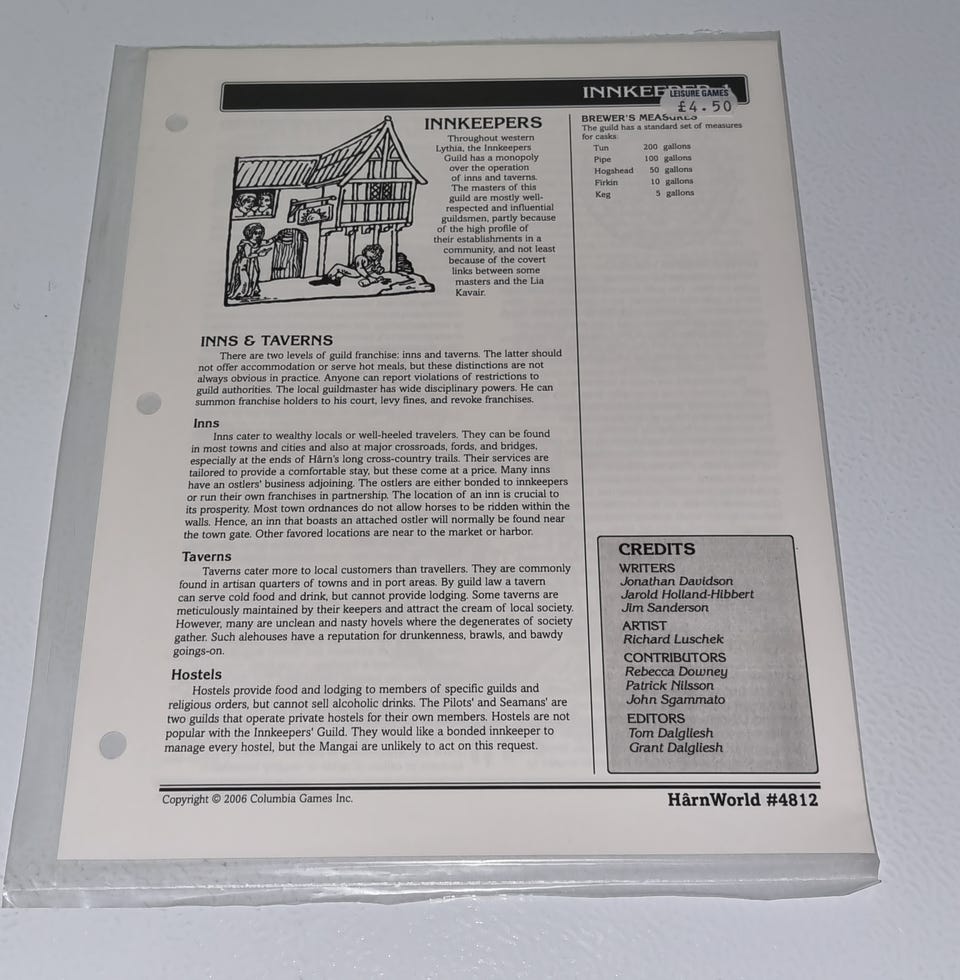 INNKEEPER 1
LEISURE GAMES
£4.50
INNKEEPERS
Throughout western
Lythia, the Innkeepers
Guild has a monopoly
over the operation
of inns and taverns.
The masters of this
guild are mostly well-
respected and influential
guildsmen, partly because
of the high profile of
their establishments in a
community, and not least
because of the covert
links between some
masters and the Lia
Kavair.
INNS & TAVERNS
There are two levels of guild franchise: inns and taverns. The latter should
not offer accommodation or serve hot meals, but these distinctions are not
always obvious in practice. Anyone can report violations of restrictions to
guild authorities. The local guildmaster has wide disciplinary powers. He can
summon franchise holders to his court, levy fines, and revoke franchises.
Inns
Inns cater to wealthy locals or well-heeled travelers. They can be found
in most towns and cities and also at major crossroads, fords, and bridges,
especially at the ends of Hârn's long cross-country trails. Their services are
tailored to provide a comfortable stay, but these come at a price. Many inns
have an ostlers' business adjoining. The ostlers are either bonded to innkeepers
or run their own franchises in partnership. The location of an inn is crucial to
its prosperity. Most town ordnances do not allow horses to be ridden within the
walls. Hence, an inn that boasts an attached ostler will normally be found near
the town gate. Other favored locations are near to the market or harbor.
Taverns
Taverns cater more to local customers than travellers. They are commonly
found in artisan quarters of towns and in port areas. By guild law a tavern
can serve cold food and drink, but cannot provide lodging. Some taverns are
meticulously maintained by their keepers and attract the cream of local society.
However, many are unclean and nasty hovels where the degenerates of society
gather. Such alehouses have a reputation for drunkenness, brawls, and bawdy
goings-on.
Hostels
Hostels provide food and lodging to members of specific guilds and
religious orders, but cannot sell alcoholic drinks. The Pilots' and Seamans' are
two guilds that operate private hostels for their own members. Hostels are not
popular with the Innkeepers' Guild. They would like a bonded innkeeper to
manage every hostel, but the Mangai are unlikely to act on this request.
BREWER'S MEASURES
The guild has a standard set of measures
for casks:
Tun 200 gallons
Pipe 100 gallons
Hogshead 50 gallons
Firkin 10 gallons
Keg 5 gallons
CREDITS
WRITERS
Jonathan Davidson
Jarold Holland-Hibbert
Jim Sanderson
ARTIST
Richard Luschek
CONTRIBUTORS
Rebecca Downey
Patrick Nilsson
John Sgammato
EDITORS
Tom Dalgliesh
Grant Dalgliesh
Copyright © 2006 Columbia Games Inc.
HârnWorld #4812